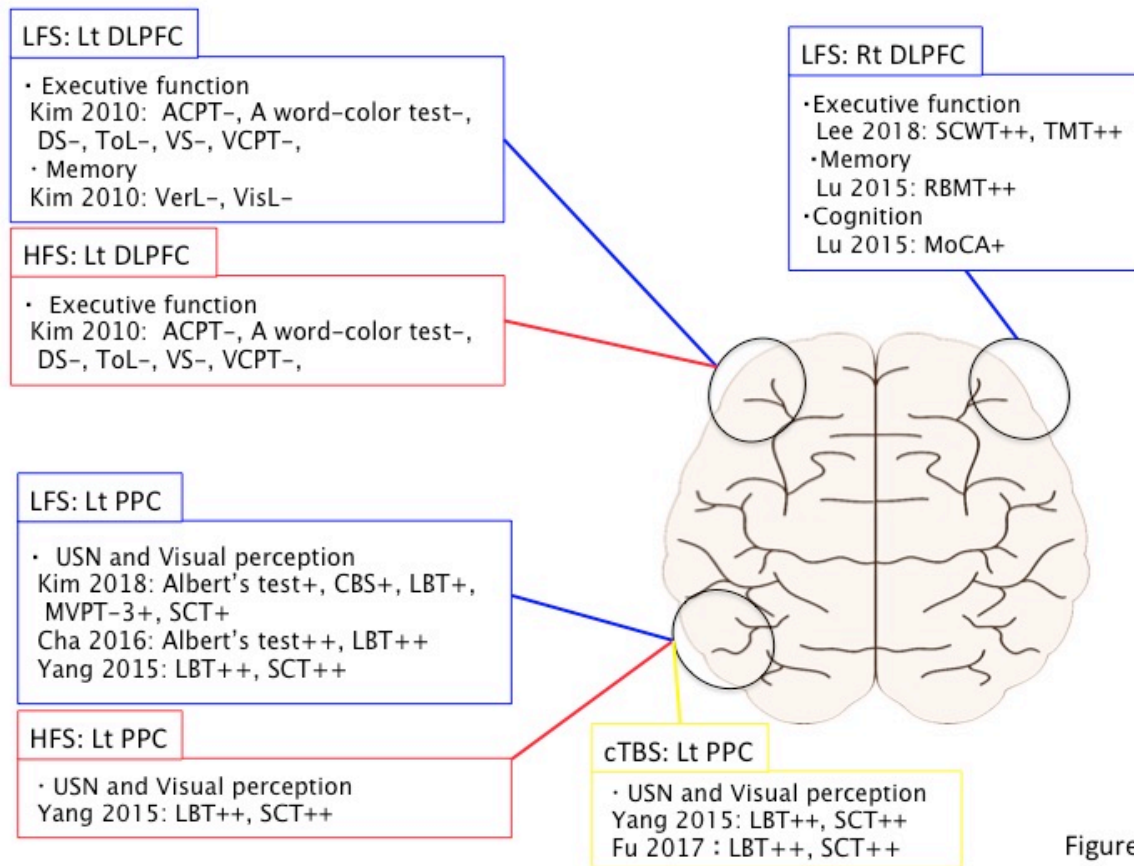 LFS: Lt DLPFC
・ Executive function
Kim 2010: ACPT-, A word-color test-,
DS-, ToL-, VS-, VCPT-,
・ Memory
Kim 2010: VerL-, VisL-
HFS: Lt DLPFC
・ Executive function
Kim 2010: ACPT-, A word-color test-,
DS-, ToL-, VS-, VCPT-,
LFS: Rt DLPFC
・Executive function
Lee 2018: SCWT++, TMT++
・Memory
Lu 2015: RBMT++
・Cognition
Lu 2015: MoCA+
LFS: Lt PPC
・ USN and Visual perception
Kim 2018: Albert's test+, CBS+, LBT+,
MVPT-3+, SCT+
Cha 2016: Albert's test++, LBT++
Yang 2015: LBT++, SCT++
HFS: Lt PPC
・ USN and Visual perception
Yang 2015: LBT++, SCT++
cTBS: Lt PPC
・ USN and Visual perception
Yang 2015: LBT++, SCT++
Fu 2017：LBT++, SCT++
Figure